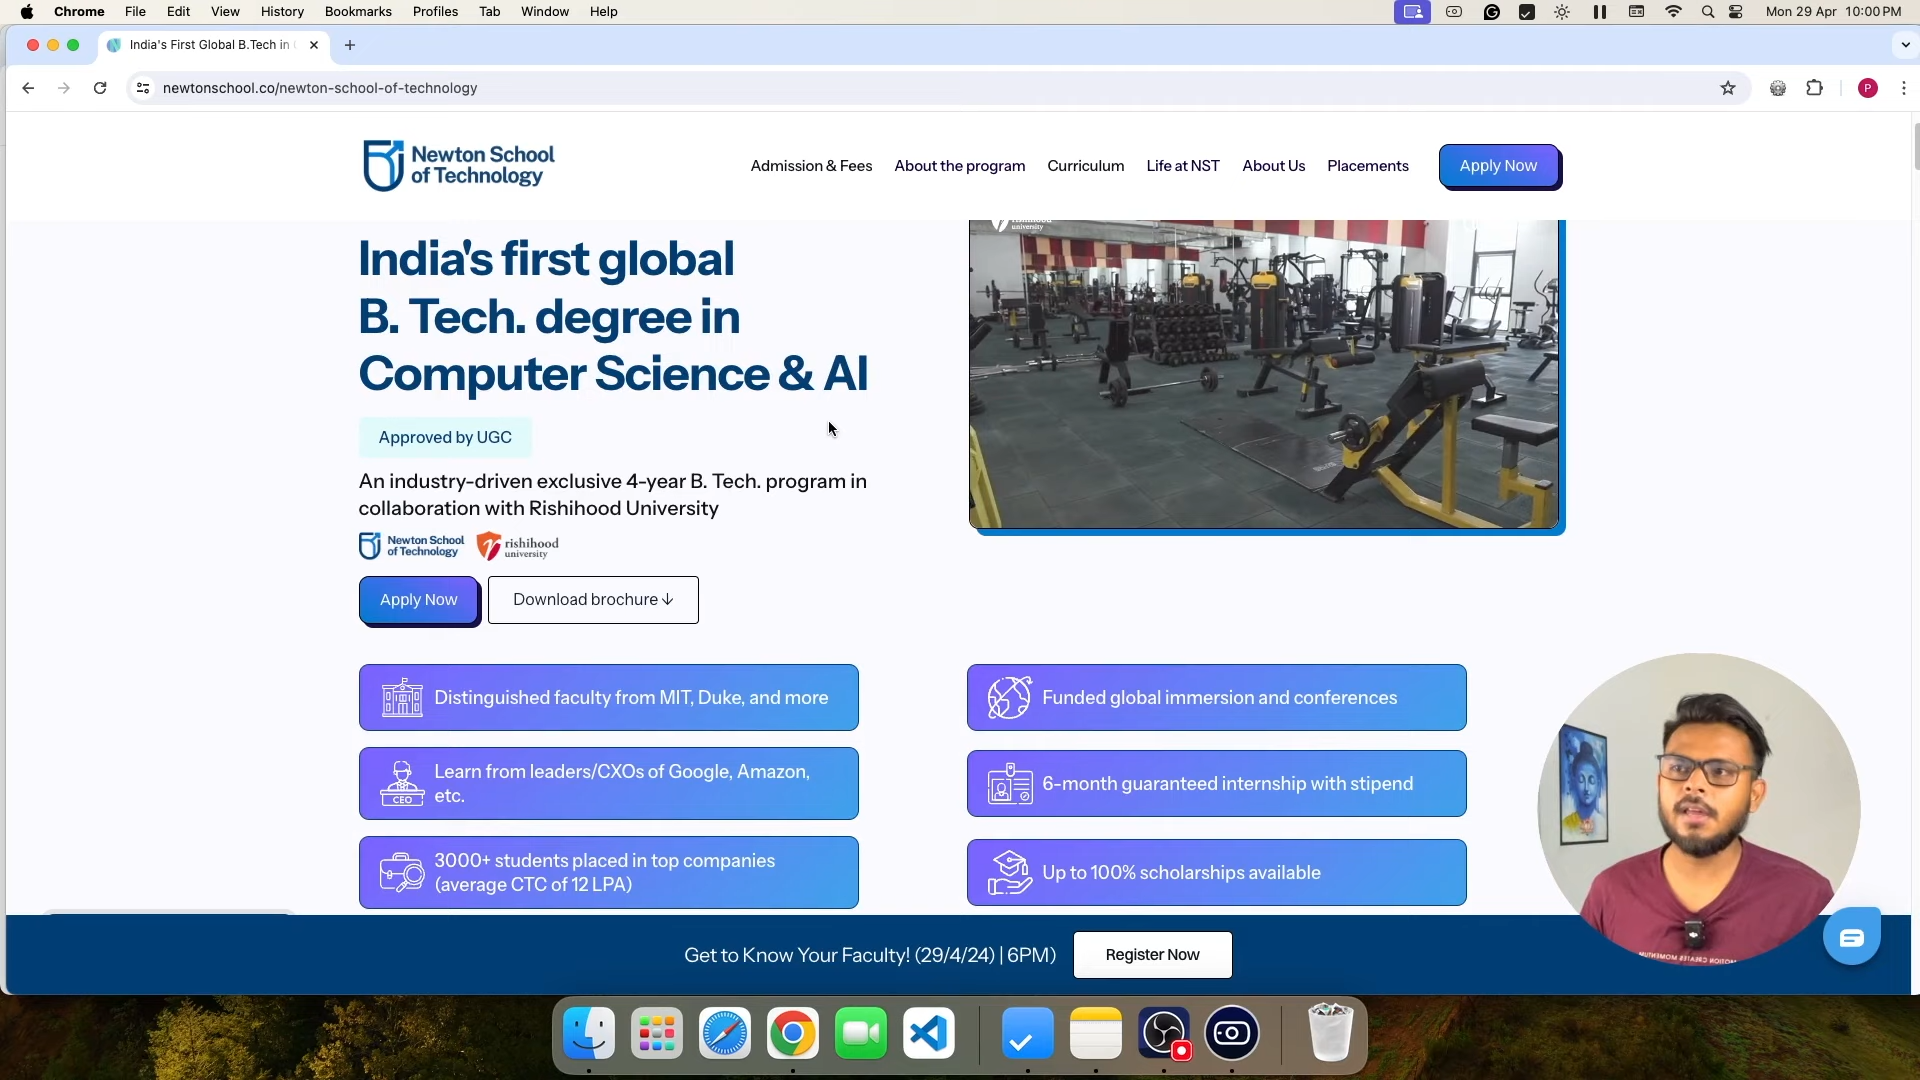 Chrome File Edit View History Bookmarks Profiles Tab Window Help
Mon 29 Apr 10:00 PM
India's First Global B.Tech in
newtonschool.co/newton-school-of-technology
P
Newton School
of Technology
Admission & Fees
About the program
Curriculum
Life at NST
About Us
Placements
Apply Now
India's first global
B. Tech. degree in
Computer Science & AI
Approved by UGC
An industry-driven exclusive 4-year B. Tech. program in
collaboration with Rishihood University
Newton School
of Technology
rishihood
university
Apply Now
Download brochure ↓
university
Distinguished faculty from MIT, Duke, and more
Funded global immersion and conferences
CEO
Learn from leaders/CXOs of Google, Amazon,
etc.
6-month guaranteed internship with stipend
3000+ students placed in top companies
(average CTC of 12 LPA)
Up to 100% scholarships available
Get to Know Your Faculty! (29/4/24) | 6PM)
Register Now